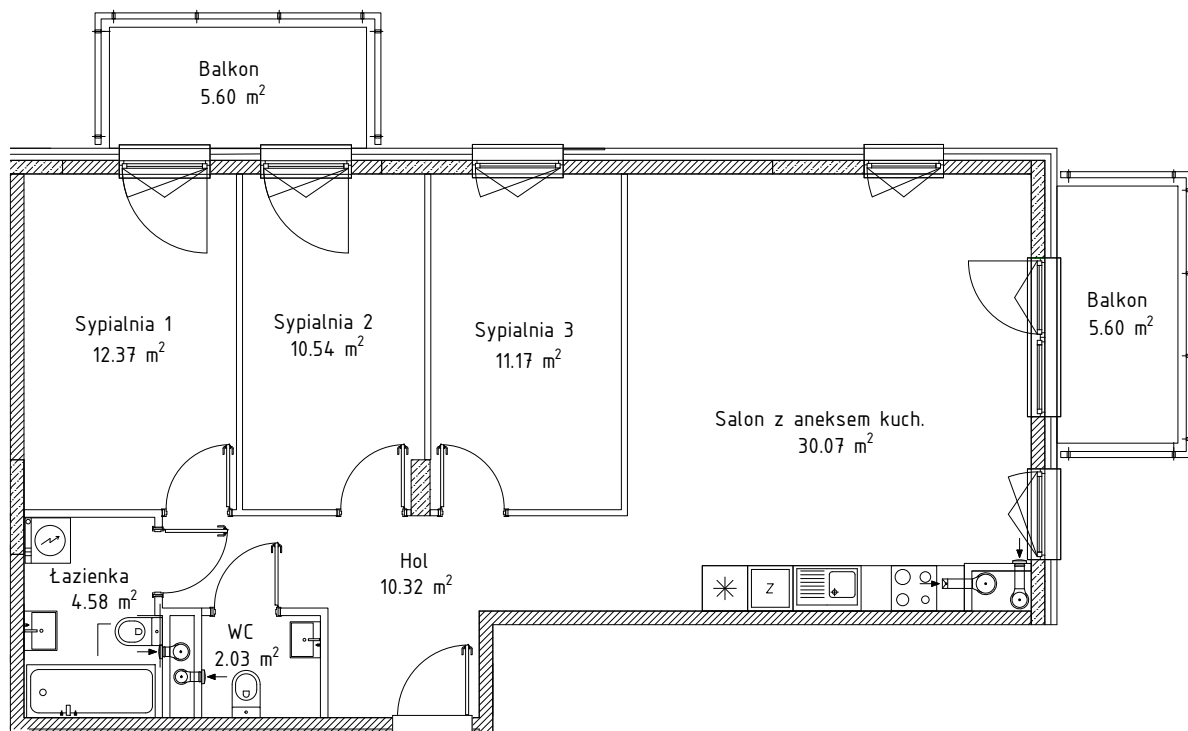 Balkon
5.60 m²
Sypialnia 1
12.37 m²
Sypialnia 2
10.54 m²
Sypialnia 3
11.17 m²
Balkon
5.60 m²
Salon z aneksem kuch.
30.07 m²
Hol
10.32 m²
Łazienka
4.58 m²
Z
WC
2.03 m²